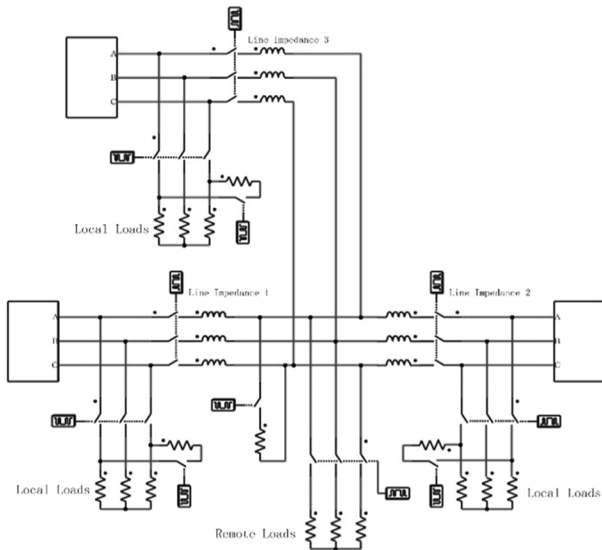 A
Line Impedance 3
B
C
Local Loads
Line Impedance 1
Line Impedance 2
A
A
B
B
C
C
Local Loads
Local Loads
Remote Loads